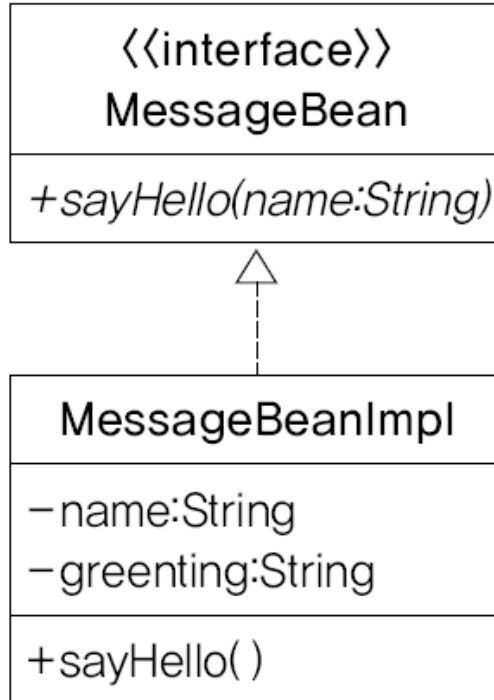 《interface》
MessageBean
+sayHello(name:String)
MessageBeanImpl
−name:String
−greenting:String
+sayHello()